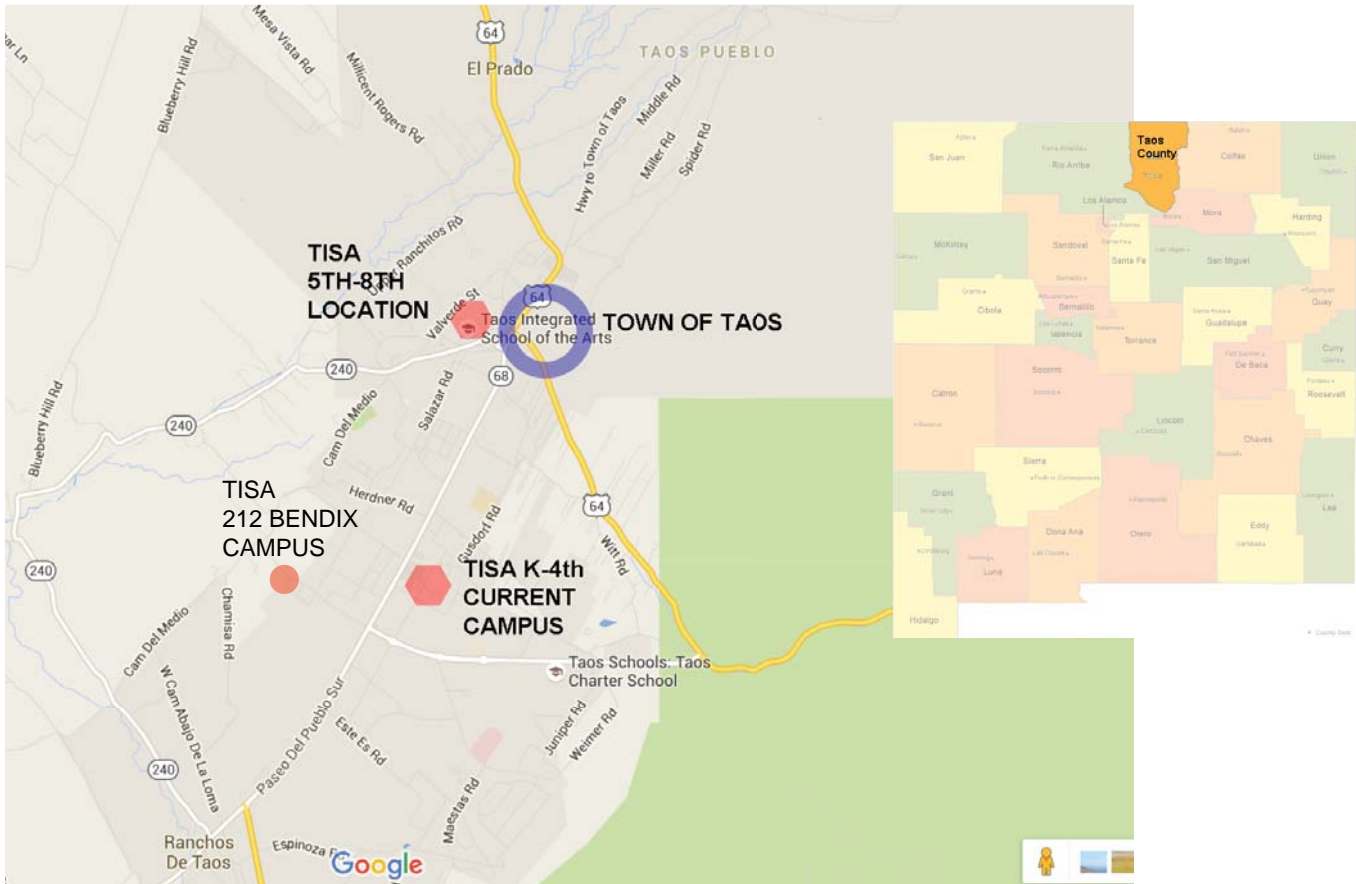 64
TAOS PUEBLO
El Prado
Mesa Vista Rd
Blueberry Hill Rd
Millicent Rogers Rd
Hwy to Town of Taos
Middle Rd
Miller Rd
Spider Rd
Upper Ranchitos Rd
TISA
5TH-8TH
LOCATION
Valverde St
64
Taos Integrated
School of the Arts
TOWN OF TAOS
240
68
Salazar Rd
Cam Del Medio
240
Blueberry Hill Rd
TISA
212 BENDIX
CAMPUS
Herdner Rd
Gusdorf Rd
64
Witt Rd
240
TISA K-4th
CURRENT
CAMPUS
Chamisa Rd
Cam Del Medio
W Cam Abajo De La Loma
Paseo Del Pueblo Sur
Taos Schools: Taos
Charter School
Este Es Rd
Juniper Rd
Weimer Rd
240
Maestas Rd
Ranchos
De Taos
Google
Taos
County
San Juan
Rio Arriba
Colfax
Union
Los Alamos
Mora
Harding
McKinley
Sandoval
Santa Fe
San Miguel
Cibola
Bernalillo
Valencia
Torrance
Guadalupe
Quay
Curry
De Baca
Roosevelt
Catron
Socorro
Lincoln
Chaves
Sierra
Grant
Dona Ana
Otero
Eddy
Lea
Luna
Hidalgo